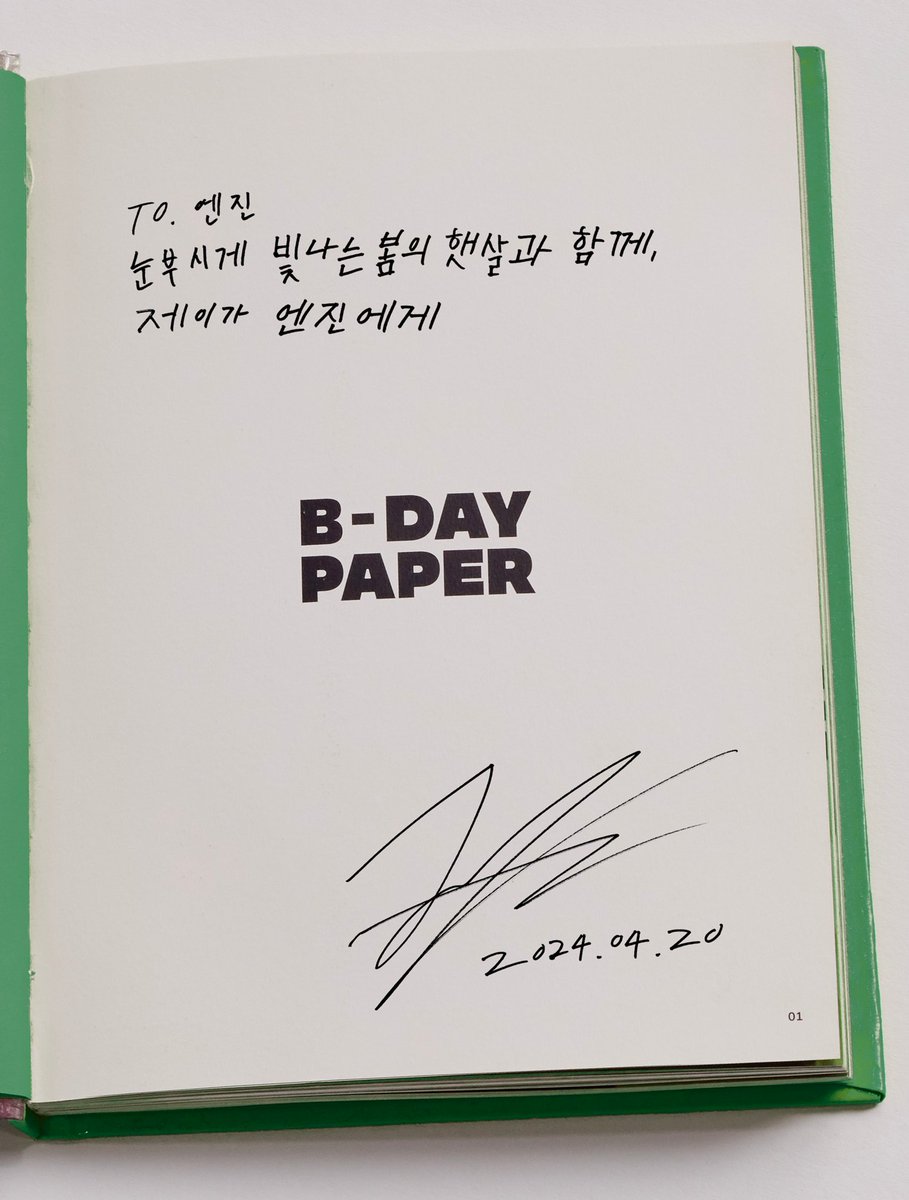 TO. 엔진
눈부시게 빛나는 봄의 햇살과 함께,
제이가 엔진에게
B-DAY
PAPER
2024.04.20
01